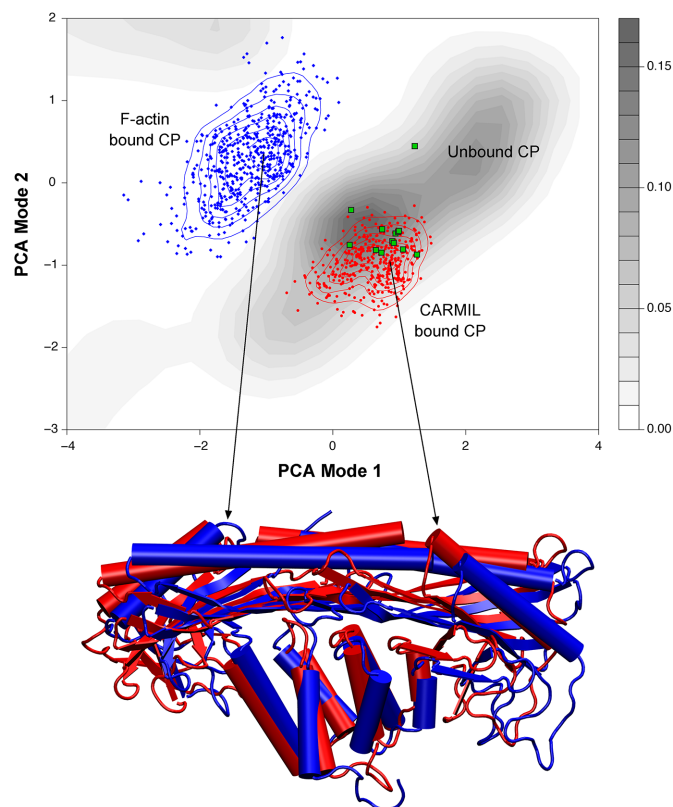 2
1
0
−1
−2
−3
PCA Mode 2
F-actin
bound CP
Unbound CP
CARMIL
bound CP
−4
−2
0
2
4
PCA Mode 1
0.15
0.10
0.05
0.00